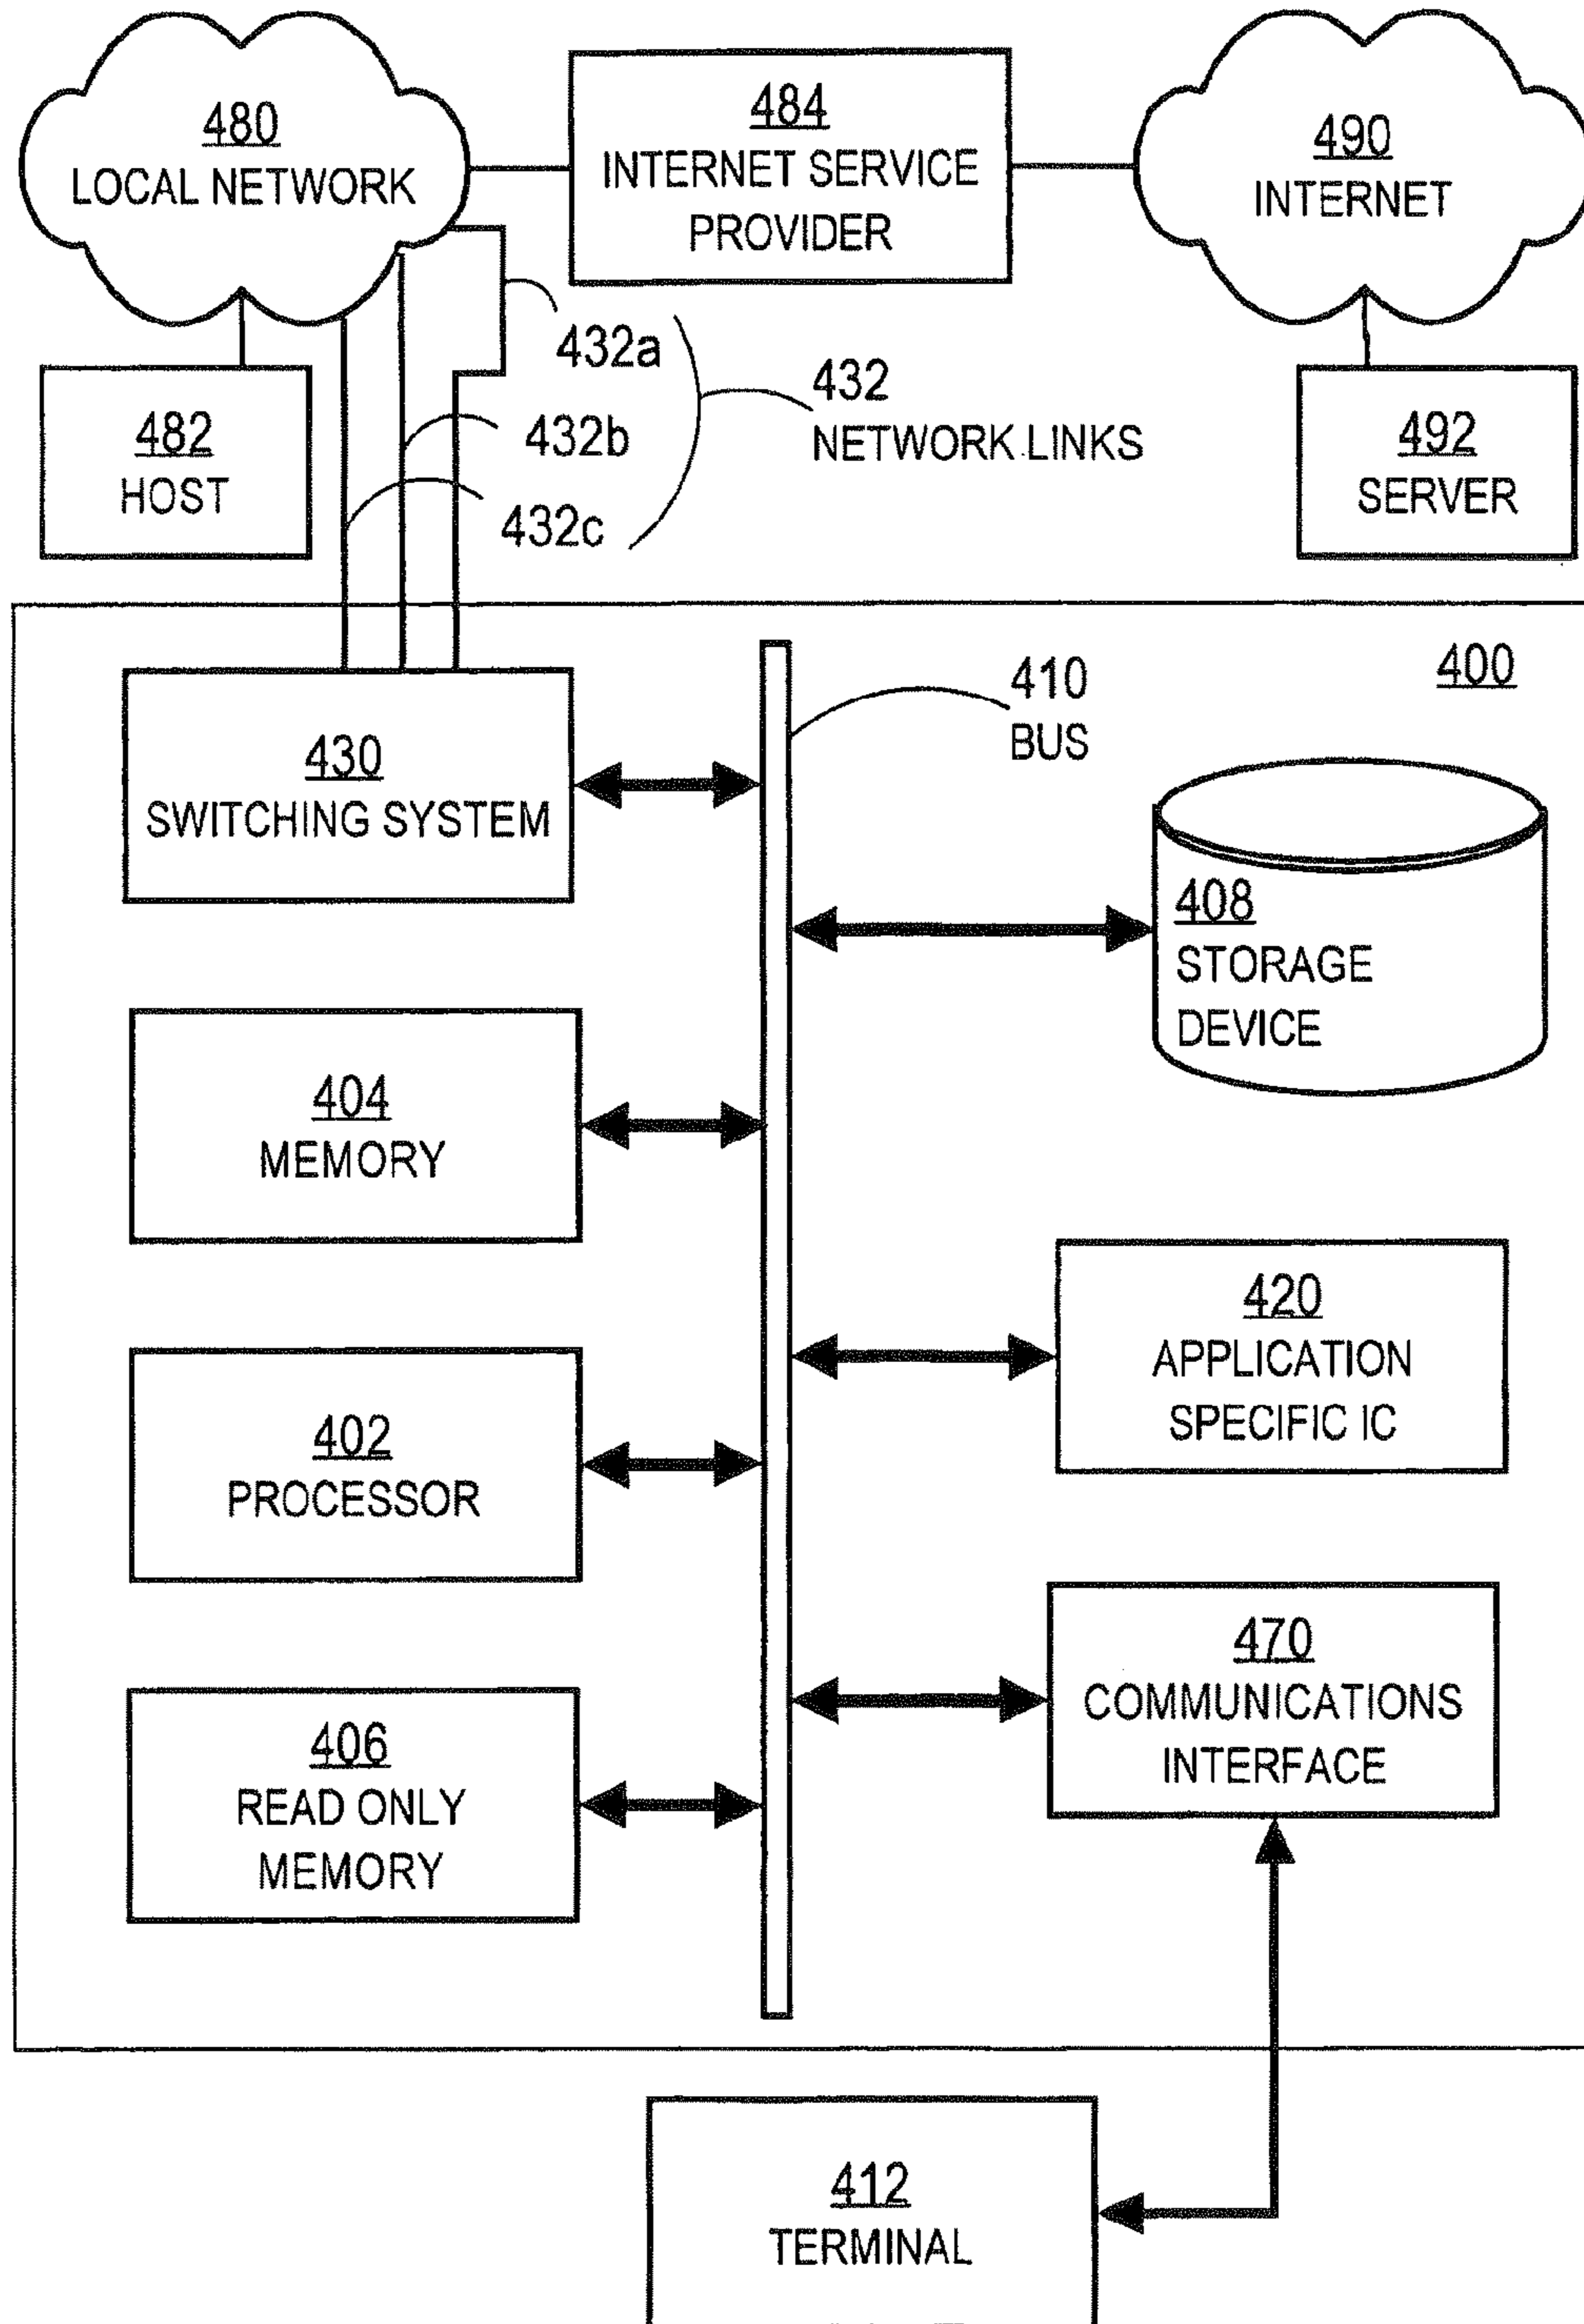 480
LOCAL NETWORK
484
INTERNET SERVICE
PROVIDER
490
INTERNET
432a
432b
432c
432
NETWORK LINKS
482
HOST
492
SERVER
400
410
BUS
430
SWITCHING SYSTEM
408
STORAGE
DEVICE
404
MEMORY
420
APPLICATION
SPECIFIC IC
402
PROCESSOR
470
COMMUNICATIONS
INTERFACE
406
READ ONLY
MEMORY
412
TERMINAL